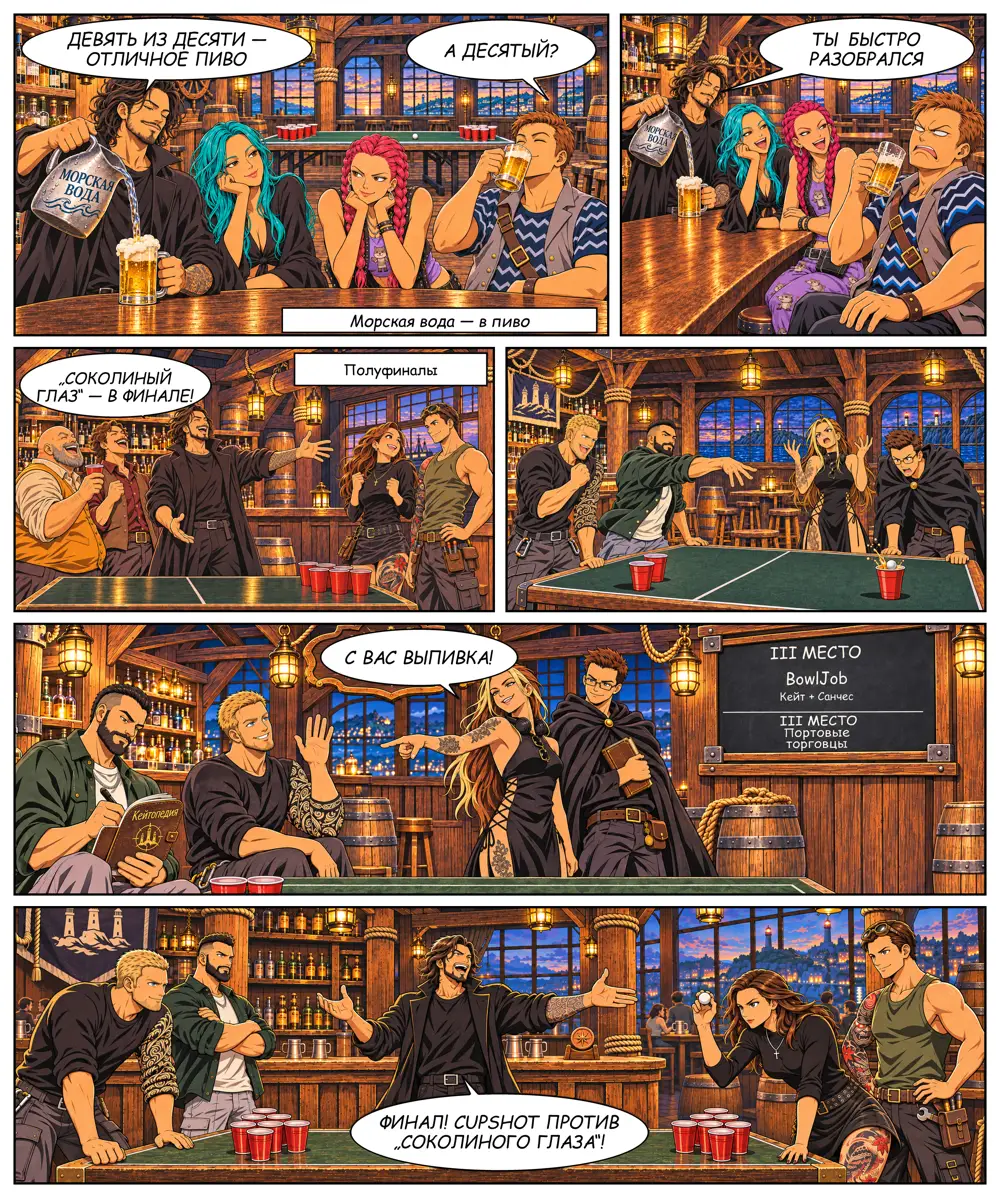 ДЕВЯТЬ ИЗ ДЕСЯТИ —
ОТЛИЧНОЕ ПИВО
А ДЕСЯТЫЙ?
МОРСКАЯ
ВОДА
Морская вода — в пиво
ТЫ БЫСТРО
РАЗОБРАЛСЯ
МОРСКАЯ
ВОДА
„СОКОЛИНЫЙ
ГЛАЗ“ — В ФИНАЛЕ!
Полуфиналы
С ВАС ВЫПИВКА!
III МЕСТО
BowlJob
Кейт + Санчес
III МЕСТО
Портовые
торговцы
Кейтопедия
ФИНАЛ! CUPSHOT ПРОТИВ
„СОКОЛИНОГО ГЛАЗА“!